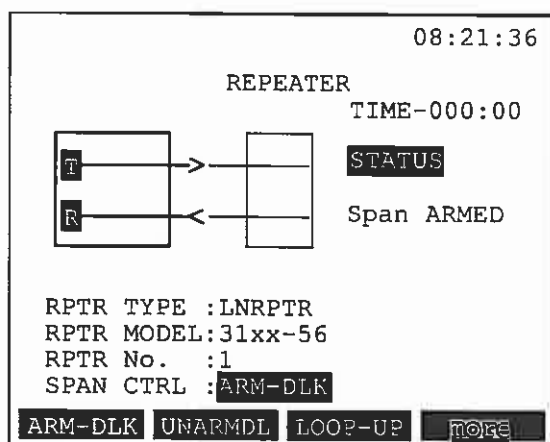 08:21:36
REPEATER
TIME-000:00
T
STATUS
R
Span ARMED
RPTR TYPE :LNRPTR
RPTR MODEL:31xx-56
RPTR No. :1
SPAN CTRL :ARM-DLK
ARM-DLK UNARMDL LOOP-UP more